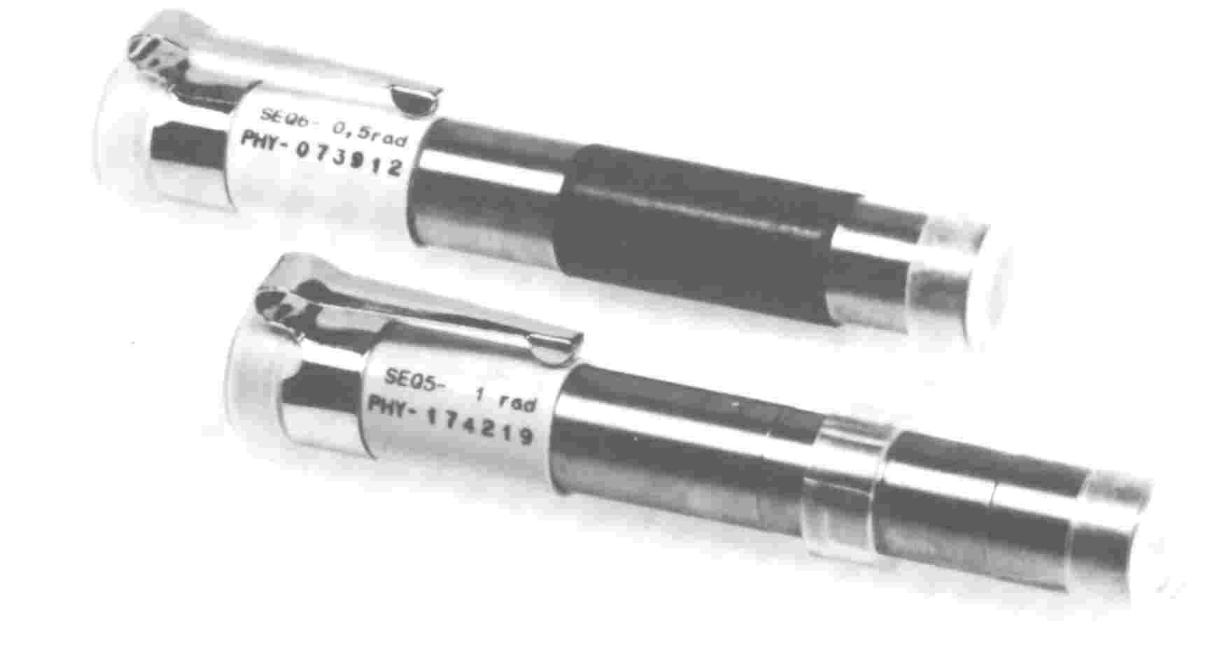 SEQ6- 0,5rad
PHY-073912
SEQ5- 1 rad
PHY-174219